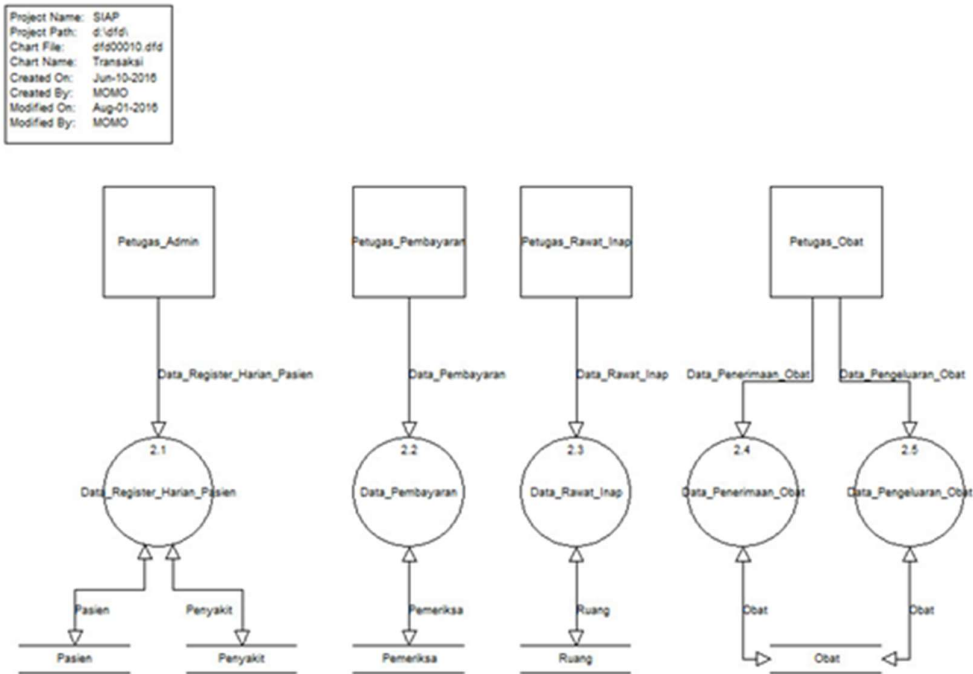 Project Name: SIAP
Project Path: d:\dfd\
Chart File: dfd00010.dfd
Chart Name: Transaksi
Created On: Jun-10-2016
Created By: MOMO
Modified On: Aug-01-2016
Modified By: MOMO
Petugas_Admin
Petugas_Pembayaran
Petugas_Rawat_Inap
Petugas_Obat
Data_Register_Harian_Pasien
Data_Pembayaran
Data_Rawat_Inap
Data_Penerimaan_Obat
Data_Pengeluaran_Obat
2.1
Data_Register_Harian_Pasien
2.2
Data_Pembayaran
2.3
Data_Rawat_Inap
2.4
Data_Penerimaan_Obat
2.5
Data_Pengeluaran_Obat
Pasien
Penyakit
Pemeriksa
Ruang
Obat
Obat
Pasien
Penyakit
Pemeriksa
Ruang
Obat